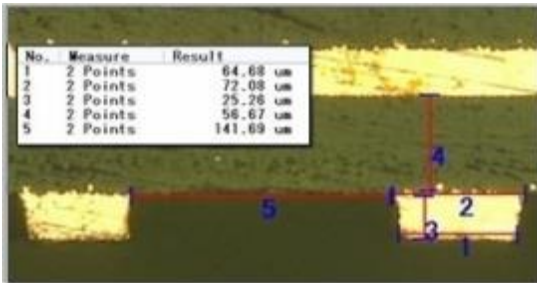 No. Measure Result
1 2 Points 64.68 um
2 2 Points 72.08 um
3 2 Points 25.26 um
4 2 Points 56.67 um
5 2 Points 141.69 um
4
5
2
3
1